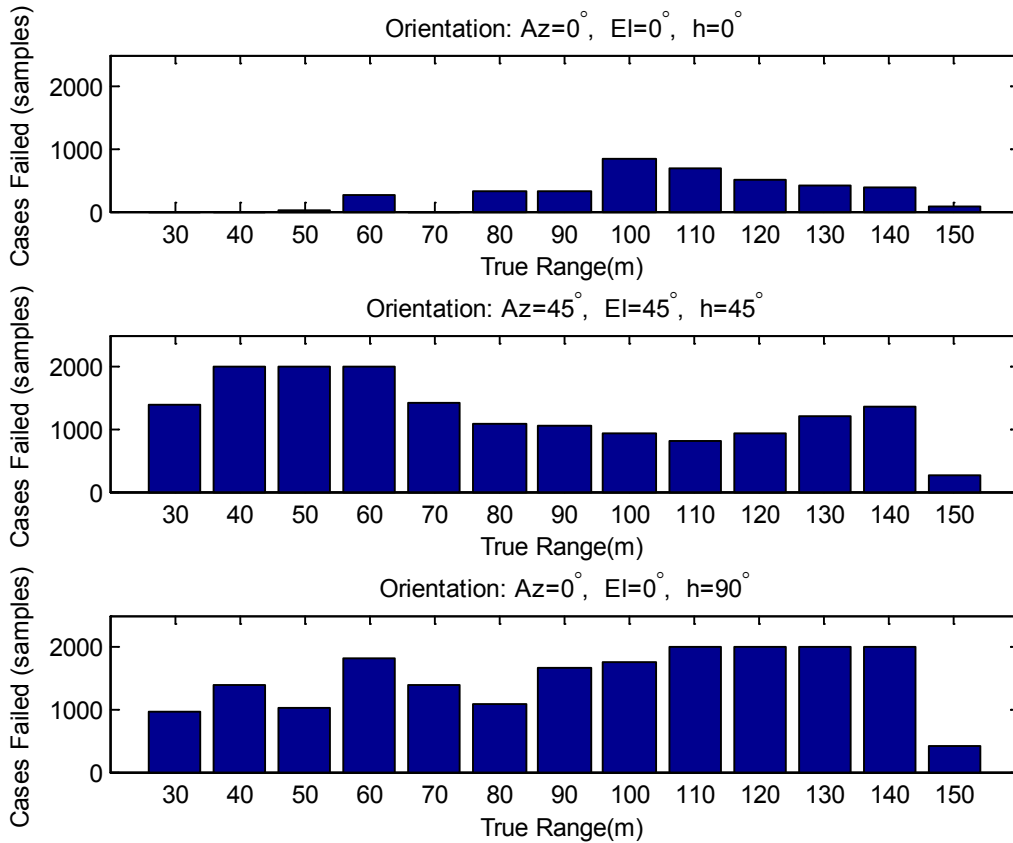 Orientation: Az=0°, El=0°, h=0°
Cases Failed (samples)
2000
1000
0
30 40 50 60 70 80 90 100 110 120 130 140 150
True Range(m)
Orientation: Az=45°, El=45°, h=45°
Cases Failed (samples)
2000
1000
0
30 40 50 60 70 80 90 100 110 120 130 140 150
True Range(m)
Orientation: Az=0°, El=0°, h=90°
Cases Failed (samples)
2000
1000
0
30 40 50 60 70 80 90 100 110 120 130 140 150
True Range(m)